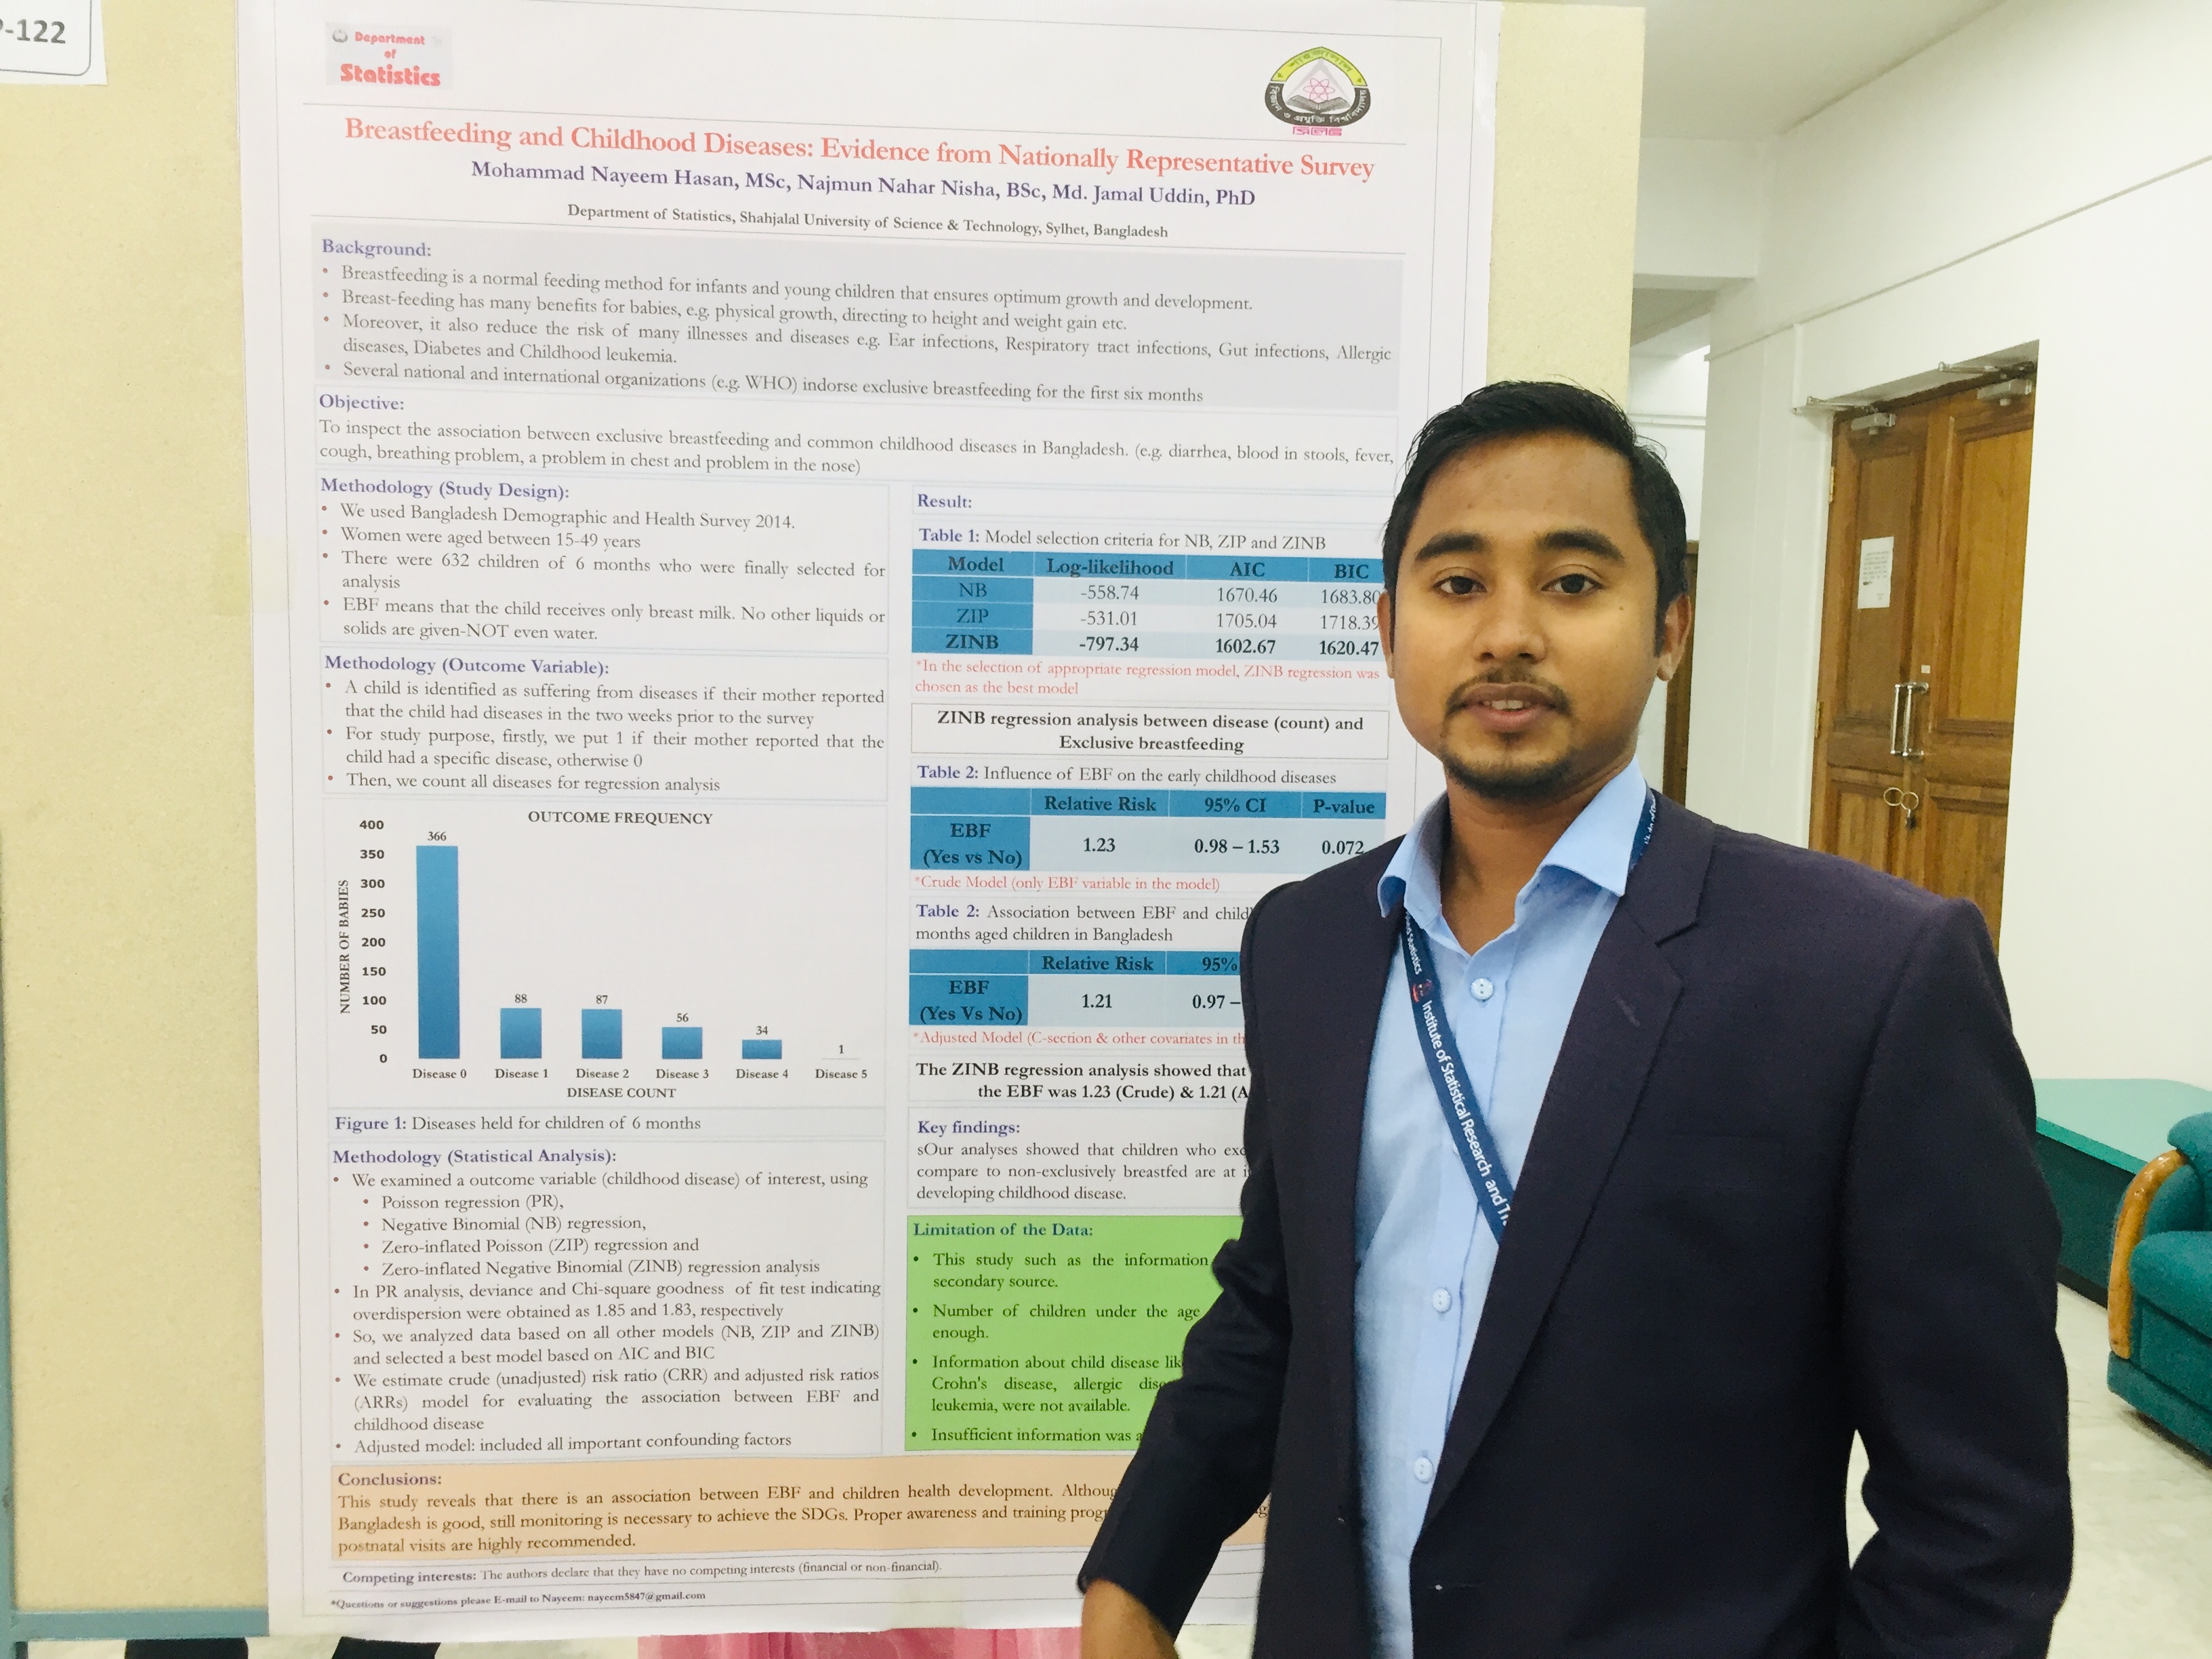 P-122
Department
of
Statistics
Breastfeeding and Childhood Diseases: Evidence from Nationally Representative Survey
Mohammad Nayeem Hasan, MSc, Najmun Nahar Nisha, BSc, Md. Jamal Uddin, PhD
Department of Statistics, Shahjalal University of Science & Technology, Sylhet, Bangladesh
Background:
• Breastfeeding is a normal feeding method for infants and young children that ensures optimum growth and development.
• Breast-feeding has many benefits for babies, e.g. physical growth, directing to height and weight gain etc.
• Moreover, it also reduce the risk of many illnesses and diseases e.g. Ear infections, Respiratory tract infections, Gut infections, Allergic
diseases, Diabetes and Childhood leukemia.
• Several national and international organizations (e.g. WHO) indorse exclusive breastfeeding for the first six months
Objective:
To inspect the association between exclusive breastfeeding and common childhood diseases in Bangladesh. (e.g. diarrhea, blood in stools, fever,
cough, breathing problem, a problem in chest and problem in the nose)
Methodology (Study Design):
• We used Bangladesh Demographic and Health Survey 2014.
• Women were aged between 15-49 years
• There were 632 children of 6 months who were finally selected for
analysis
• EBF means that the child receives only breast milk. No other liquids or
solids are given-NOT even water.
Methodology (Outcome Variable):
• A child is identified as suffering from diseases if their mother reported
that the child had diseases in the two weeks prior to the survey
• For study purpose, firstly, we put 1 if their mother reported that the
child had a specific disease, otherwise 0
• Then, we count all diseases for regression analysis
OUTCOME FREQUENCY
NUMBER OF BABIES
400
350
300
250
200
150
100
50
0
366
88
87
56
34
1
Disease 0 Disease 1 Disease 2 Disease 3 Disease 4 Disease 5
DISEASE COUNT
Figure 1: Diseases held for children of 6 months
Methodology (Statistical Analysis):
• We examined a outcome variable (childhood disease) of interest, using
• Poisson regression (PR),
• Negative Binomial (NB) regression,
• Zero-inflated Poisson (ZIP) regression and
• Zero-inflated Negative Binomial (ZINB) regression analysis
• In PR analysis, deviance and Chi-square goodness of fit test indicating
overdispersion were obtained as 1.85 and 1.83, respectively
• So, we analyzed data based on all other models (NB, ZIP and ZINB)
and selected a best model based on AIC and BIC
• We estimate crude (unadjusted) risk ratio (CRR) and adjusted risk ratios
(ARRs) model for evaluating the association between EBF and
childhood disease
• Adjusted model: included all important confounding factors
Result:
Table 1: Model selection criteria for NB, ZIP and ZINB
Model Log-likelihood AIC BIC
NB -558.74 1670.46 1683.80
ZIP -531.01 1705.04 1718.39
ZINB -797.34 1602.67 1620.47
*In the selection of appropriate regression model, ZINB regression was
chosen as the best model
ZINB regression analysis between disease (count) and
Exclusive breastfeeding
Table 2: Influence of EBF on the early childhood diseases
Relative Risk 95% CI P-value
EBF
(Yes vs No) 1.23 0.98 – 1.53 0.072
*Crude Model (only EBF variable in the model)
Table 2: Association between EBF and child
months aged children in Bangladesh
Relative Risk 95%
EBF
(Yes Vs No) 1.21 0.97 –
*Adjusted Model (C-section & other covariates in th
The ZINB regression analysis showed that
the EBF was 1.23 (Crude) & 1.21 (A
Key findings:
sOur analyses showed that children who exc
compare to non-exclusively breastfed are at i
developing childhood disease.
Limitation of the Data:
• This study such as the information
secondary source.
• Number of children under the age
enough.
• Information about child disease lik
Crohn's disease, allergic dise
leukemia, were not available.
• Insufficient information was a
Conclusions:
This study reveals that there is an association between EBF and children health development. Althoug
Bangladesh is good, still monitoring is necessary to achieve the SDGs. Proper awareness and training progr
postnatal visits are highly recommended.
Competing interests: The authors declare that they have no competing interests (financial or non-financial).
*Questions or suggestions please E-mail to Nayeem: nayeem5847@gmail.com
Institute of Statistical Research and Tr